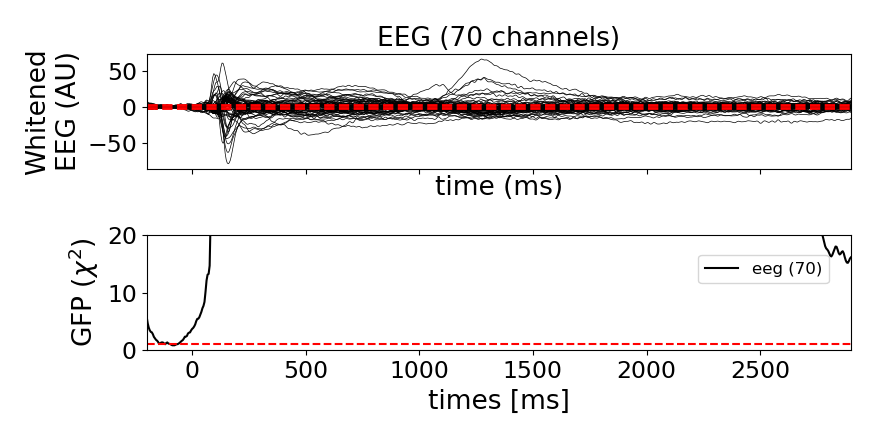 EEG (70 channels)
Whitened
EEG (AU)
50
0
−50
time (ms)
GFP (χ²)
20
10
0
eeg (70)
0 500 1000 1500 2000 2500
times [ms]